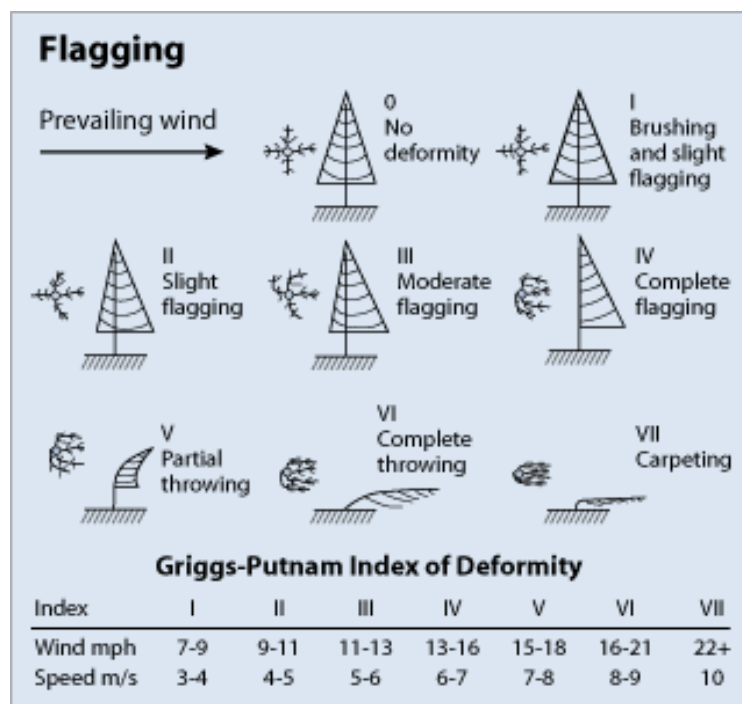 Flagging
Prevailing wind
0
No
deformity
I
Brushing
and slight
flagging
II
Slight
flagging
III
Moderate
flagging
IV
Complete
flagging
V
Partial
throwing
VI
Complete
throwing
VII
Carpeting
Griggs-Putnam Index of Deformity
Index I II III IV V VI VII
Wind mph 7-9 9-11 11-13 13-16 15-18 16-21 22+
Speed m/s 3-4 4-5 5-6 6-7 7-8 8-9 10